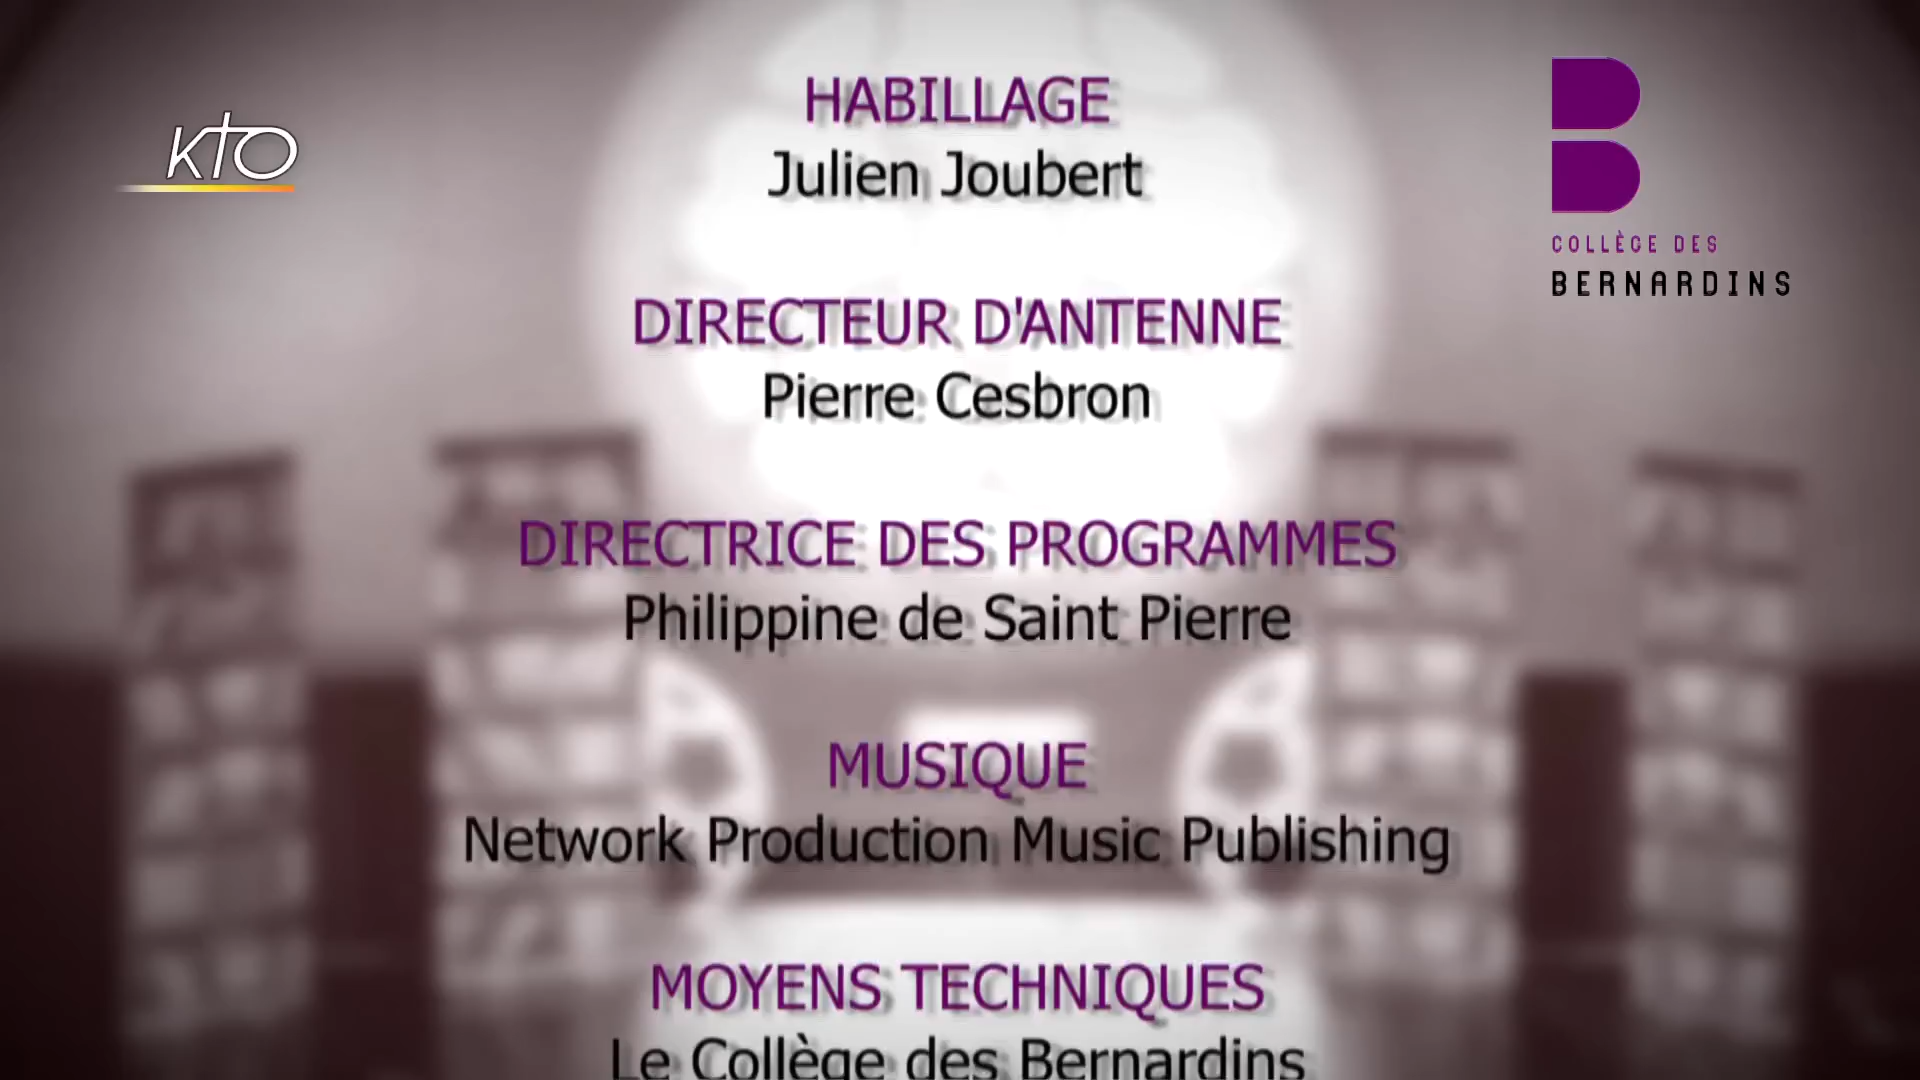 KTO
HABILLAGE
Julien Joubert
DIRECTEUR D'ANTENNE
Pierre Cesbron
DIRECTRICE DES PROGRAMMES
Philippine de Saint Pierre
MUSIQUE
Network Production Music Publishing
MOYENS TECHNIQUES
Le Collège des Bernardins
COLLÈGE DES
BERNARDINS